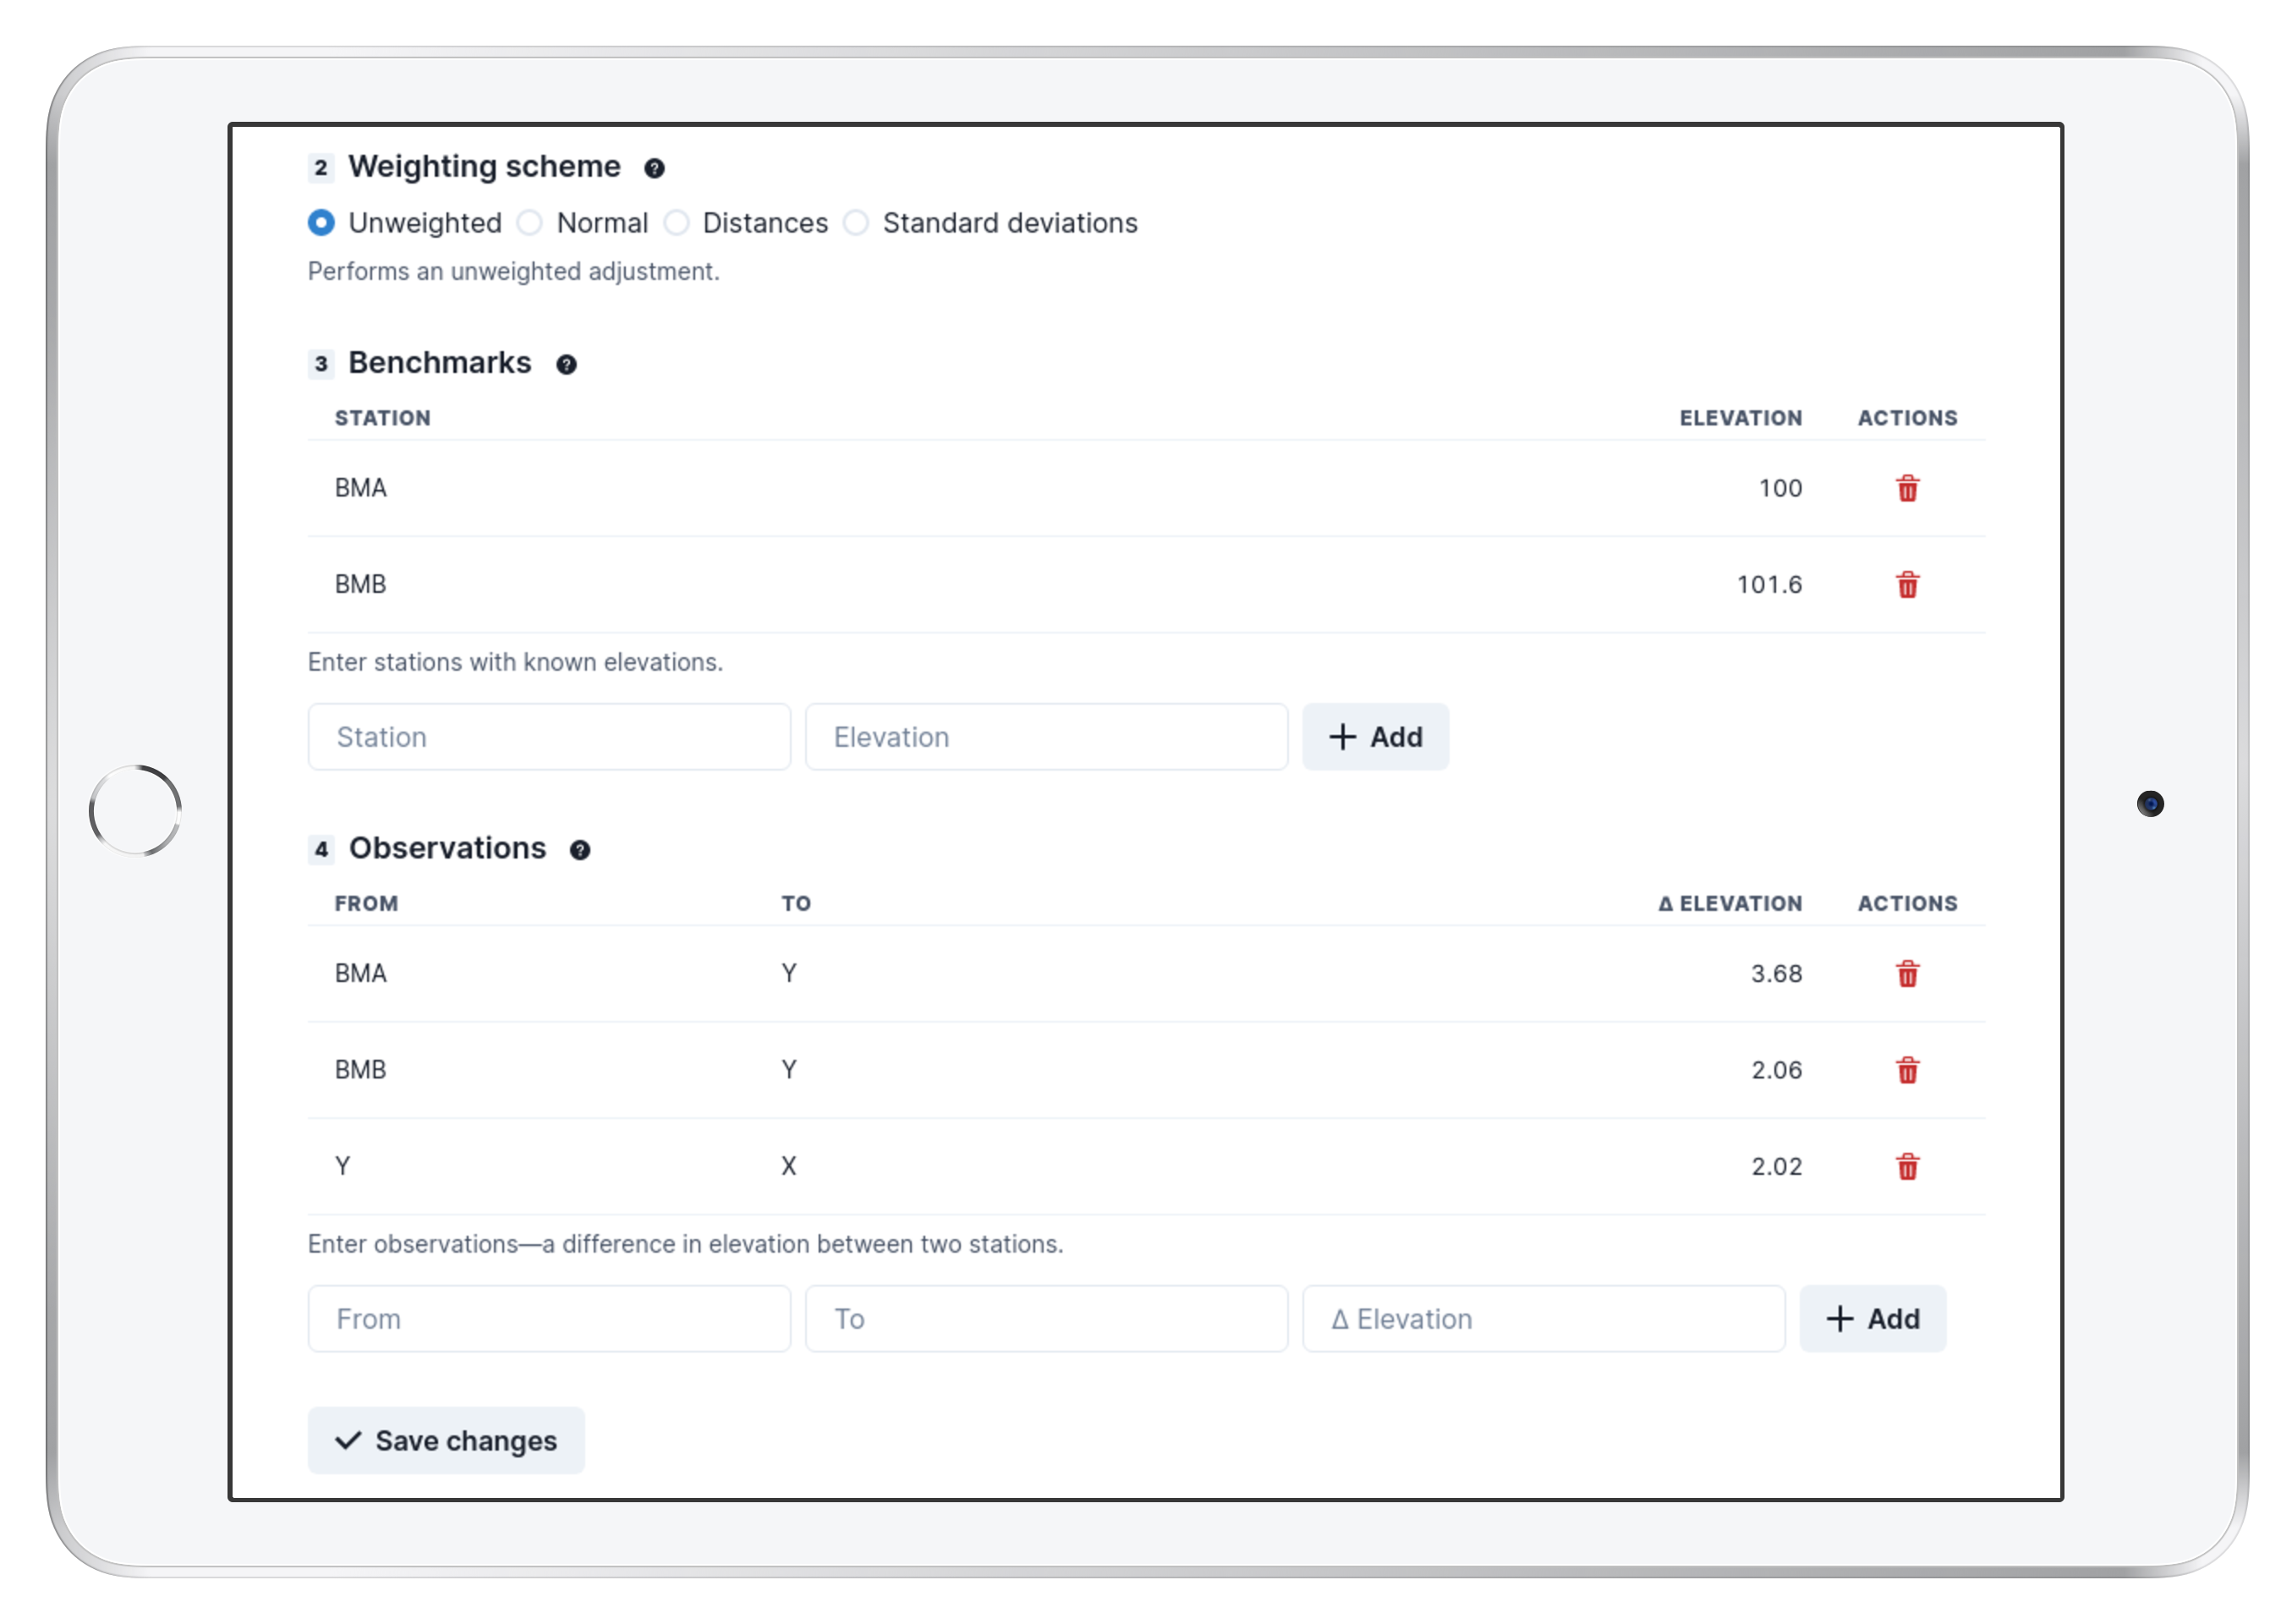 2 Weighting scheme ?
Unweighted Normal Distances Standard deviations
Performs an unweighted adjustment.
3 Benchmarks ?
STATION ELEVATION ACTIONS
BMA 100
BMB 101.6
Enter stations with known elevations.
Station Elevation + Add
4 Observations ?
FROM TO Δ ELEVATION ACTIONS
BMA Y 3.68
BMB Y 2.06
Y X 2.02
Enter observations—a difference in elevation between two stations.
From To Δ Elevation + Add
Save changes